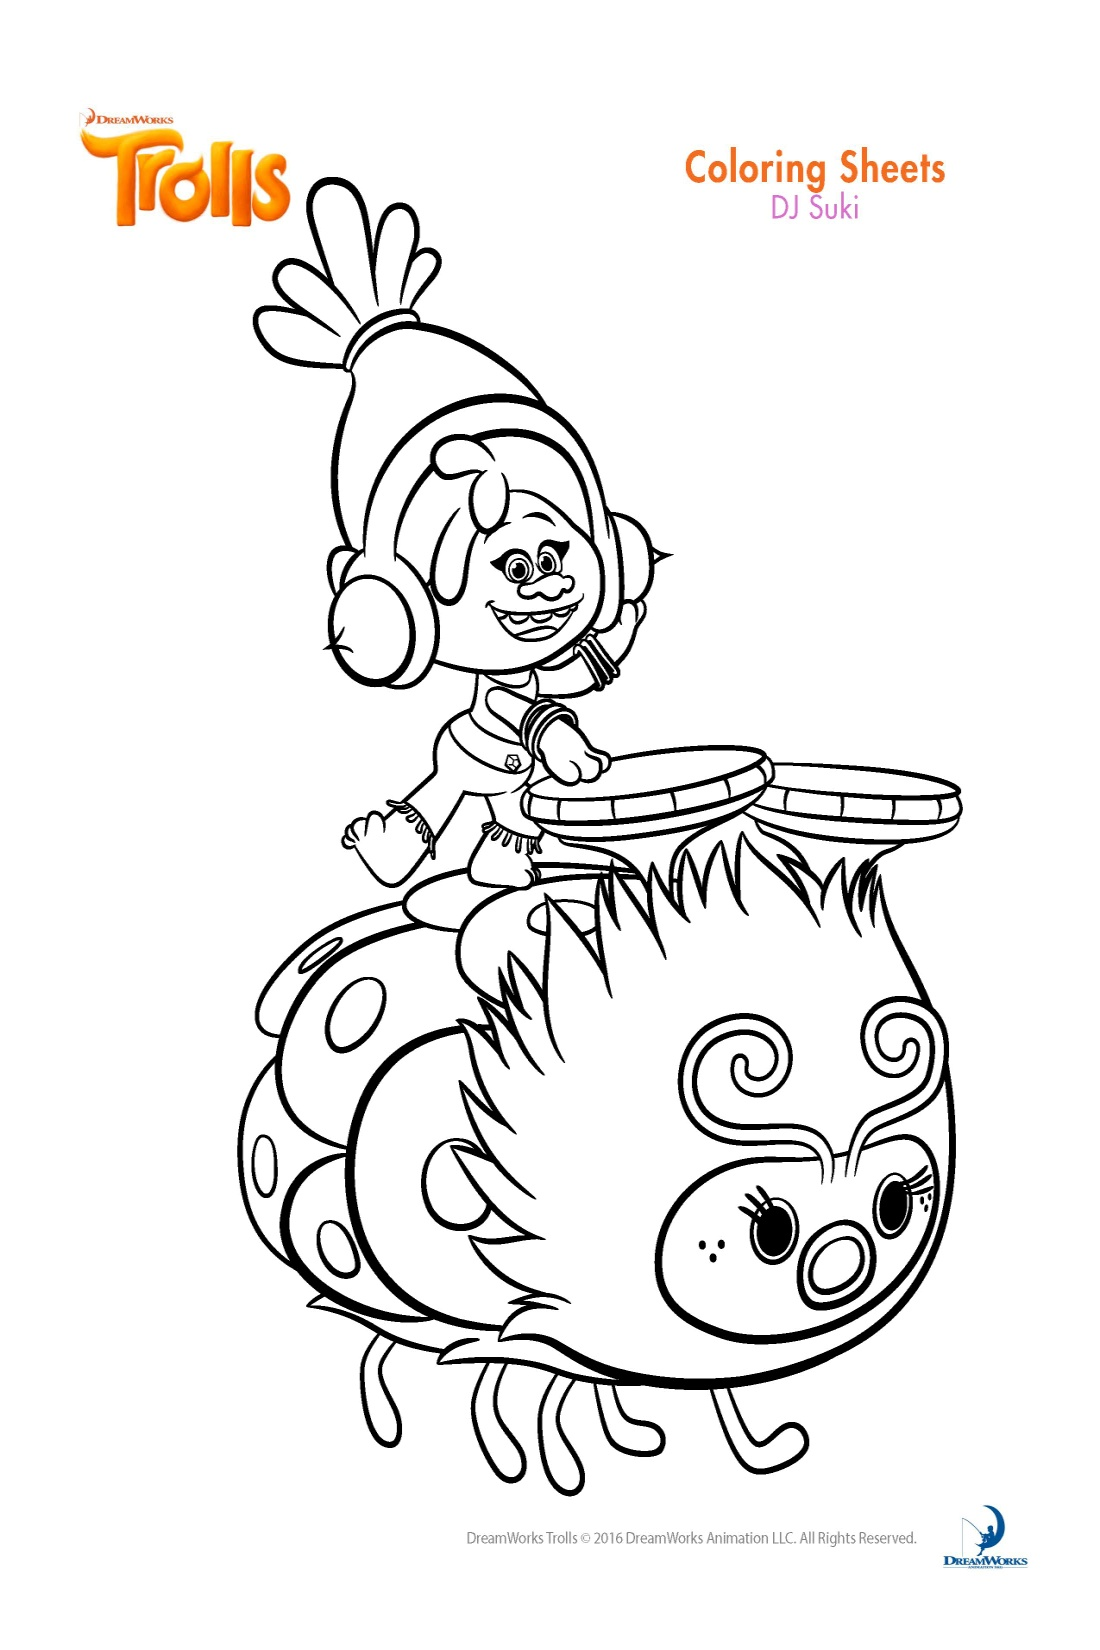 DREAMWORKS
Trolls
Coloring Sheets
DJ Suki
DreamWorks Trolls © 2016 DreamWorks Animation LLC. All Rights Reserved.
DREAMWORKS